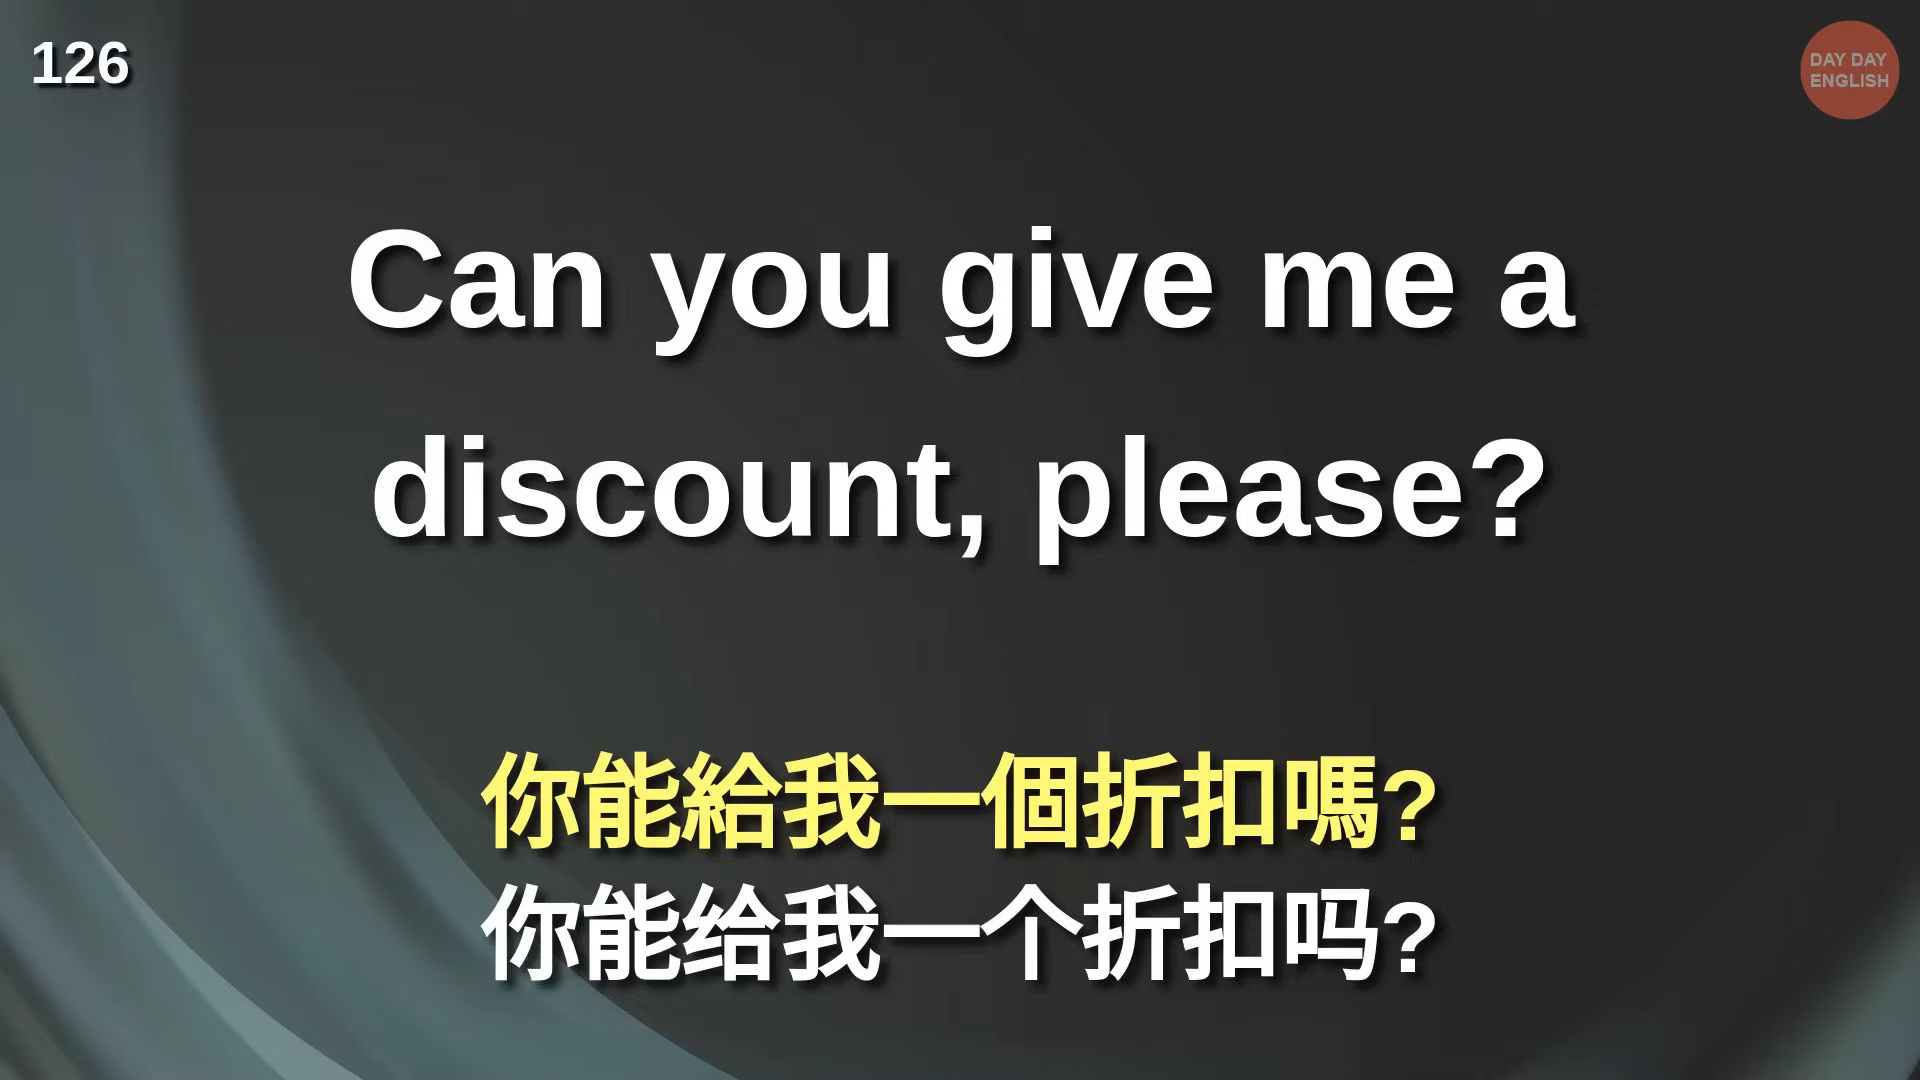 126
DAY DAY
ENGLISH
Can you give me a
discount, please?
你能給我一個折扣嗎?
你能给我一个折扣吗?